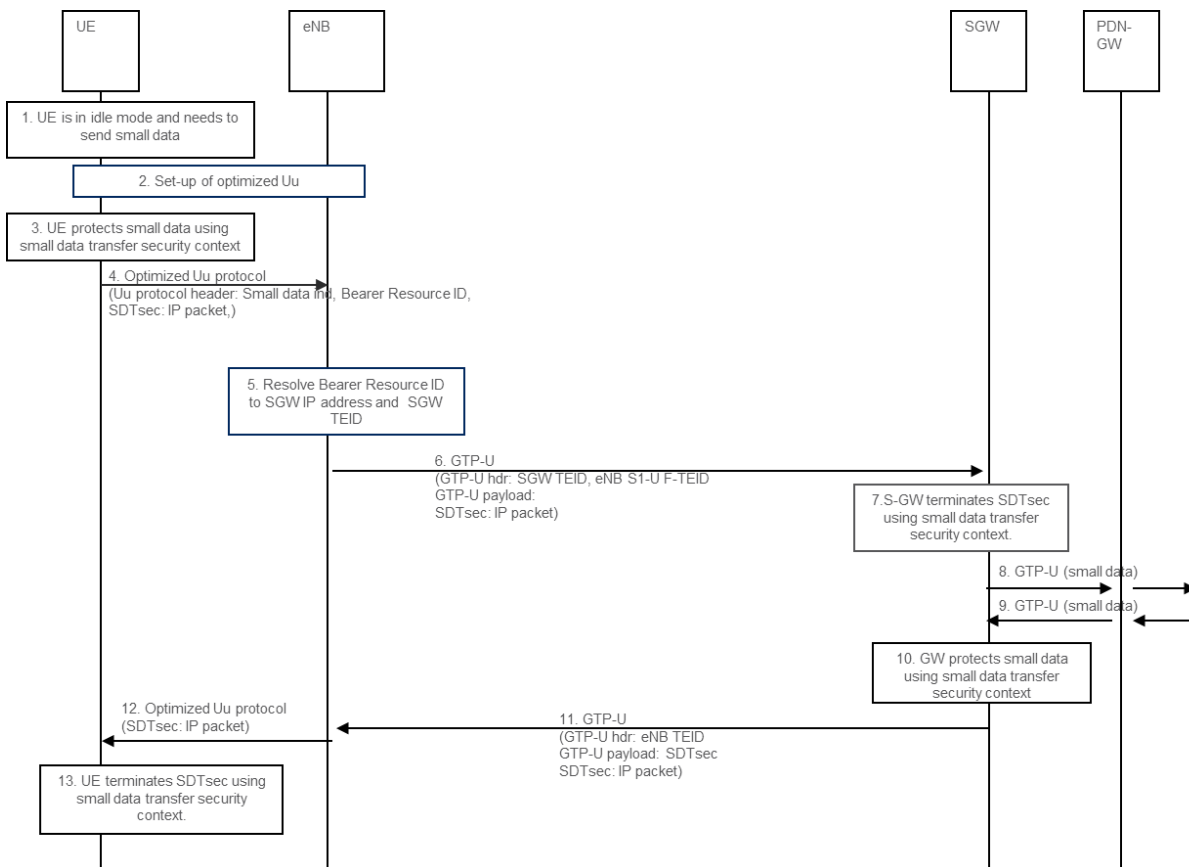 UE
eNB
SGW
PDN-
GW
1. UE is in idle mode and needs to
send small data
2. Set-up of optimized Uu
3. UE protects small data using
small data transfer security context
4. Optimized Uu protocol
(Uu protocol header: Small data ind, Bearer Resource ID,
SDTsec: IP packet,)
5. Resolve Bearer Resource ID
to SGW IP address and SGW
TEID
6. GTP-U
(GTP-U hdr: SGW TEID, eNB S1-U F-TEID
GTP-U payload:
SDTsec: IP packet)
7.S-GW terminates SDTsec
using small data transfer
security context.
8. GTP-U (small data)
9. GTP-U (small data)
10. GW protects small data
using small data transfer
security context
11. GTP-U
(GTP-U hdr: eNB TEID
GTP-U payload: SDTsec
SDTsec: IP packet)
12. Optimized Uu protocol
(SDTsec: IP packet)
13. UE terminates SDTsec using
small data transfer security
context.